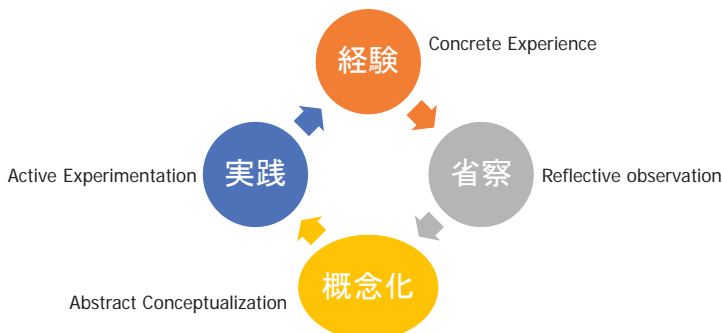 経験
Concrete Experience
実践
省察
Active Experimentation
Reflective observation
概念化
Abstract Conceptualization